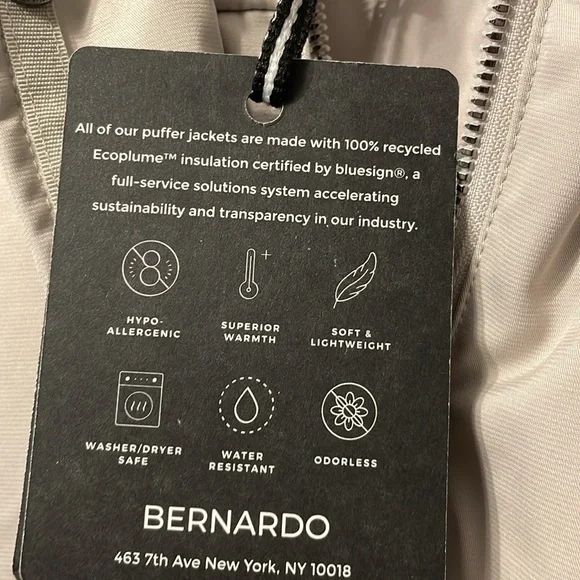 All of our puffer jackets are made with 100% recycled
Ecoplume™ insulation certified by bluesign®, a
full-service solutions system accelerating
sustainability and transparency in our industry.
HYPO-
ALLERGENIC
SUPERIOR
WARMTH
SOFT &
LIGHTWEIGHT
WASHER/DRYER
SAFE
WATER
RESISTANT
ODORLESS
BERNARDO
463 7th Ave New York, NY 10018